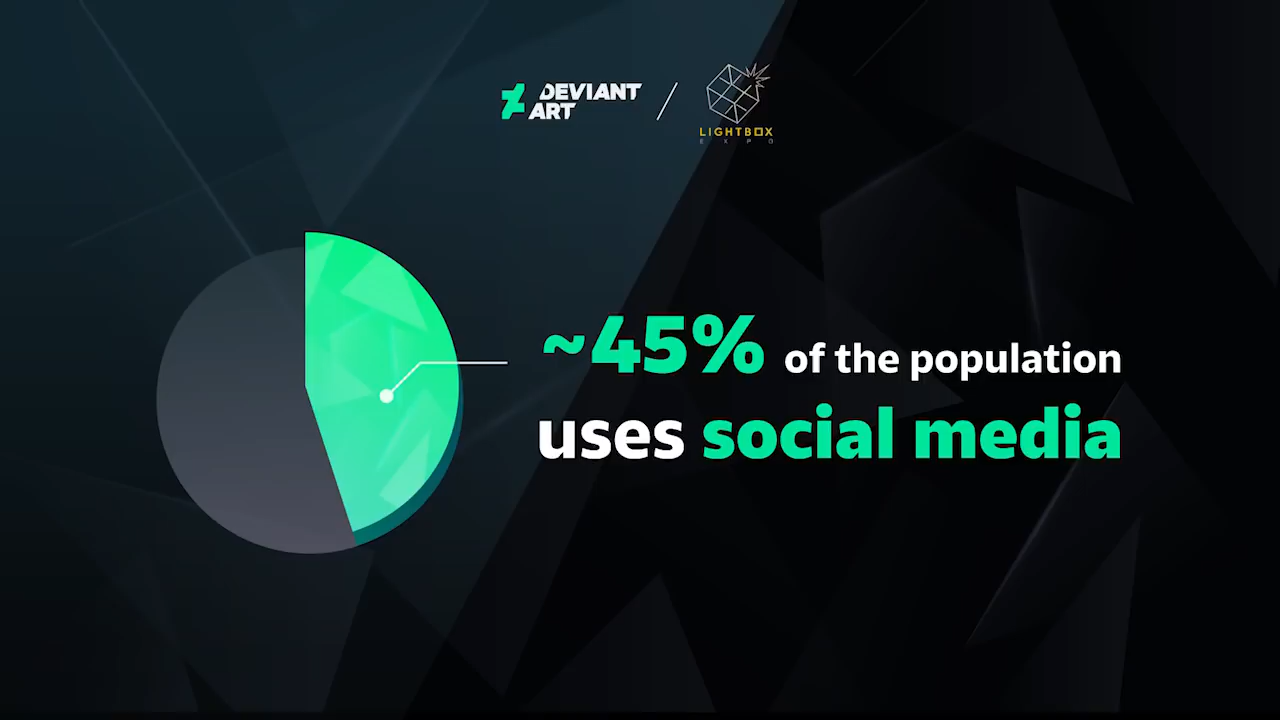 DEVIANT
ART
LIGHTBOX
EXPO
~45% of the population
uses social media